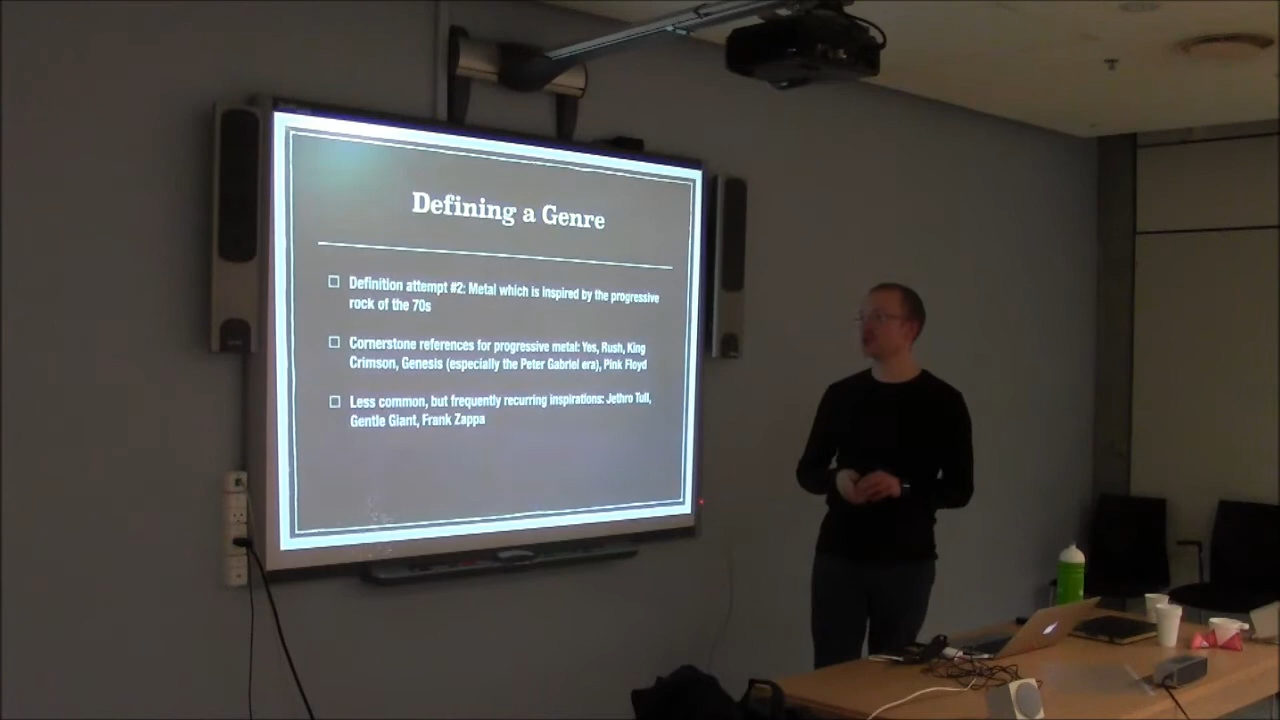 Defining a Genre
Definition attempt #2: Metal which is inspired by the progressive
rock of the 70s
Cornerstone references for progressive metal: Yes, Rush, King
Crimson, Genesis (especially the Peter Gabriel era), Pink Floyd
Less common, but frequently recurring inspirations: Jethro Tull,
Gentle Giant, Frank Zappa